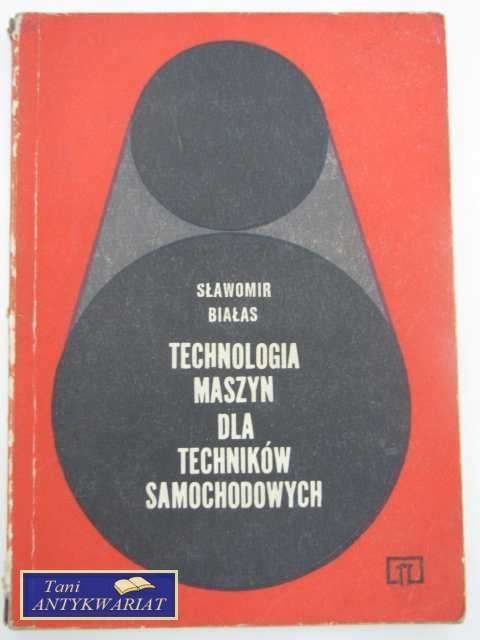 SŁAWOMIR
BIAŁAS
TECHNOLOGIA
MASZYN
DLA
TECHNIKÓW
SAMOCHODOWYCH
Tani
ANTYKWARIAT